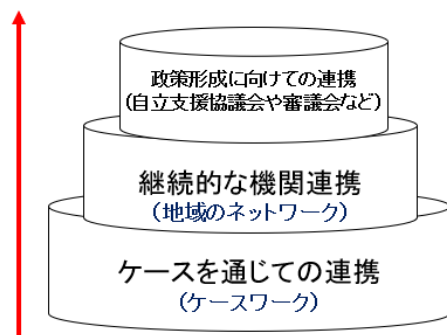 政策形成に向けての連携
(自立支援協議会や審議会など)
継続的な機関連携
(地域のネットワーク)
ケースを通じての連携
(ケースワーク)